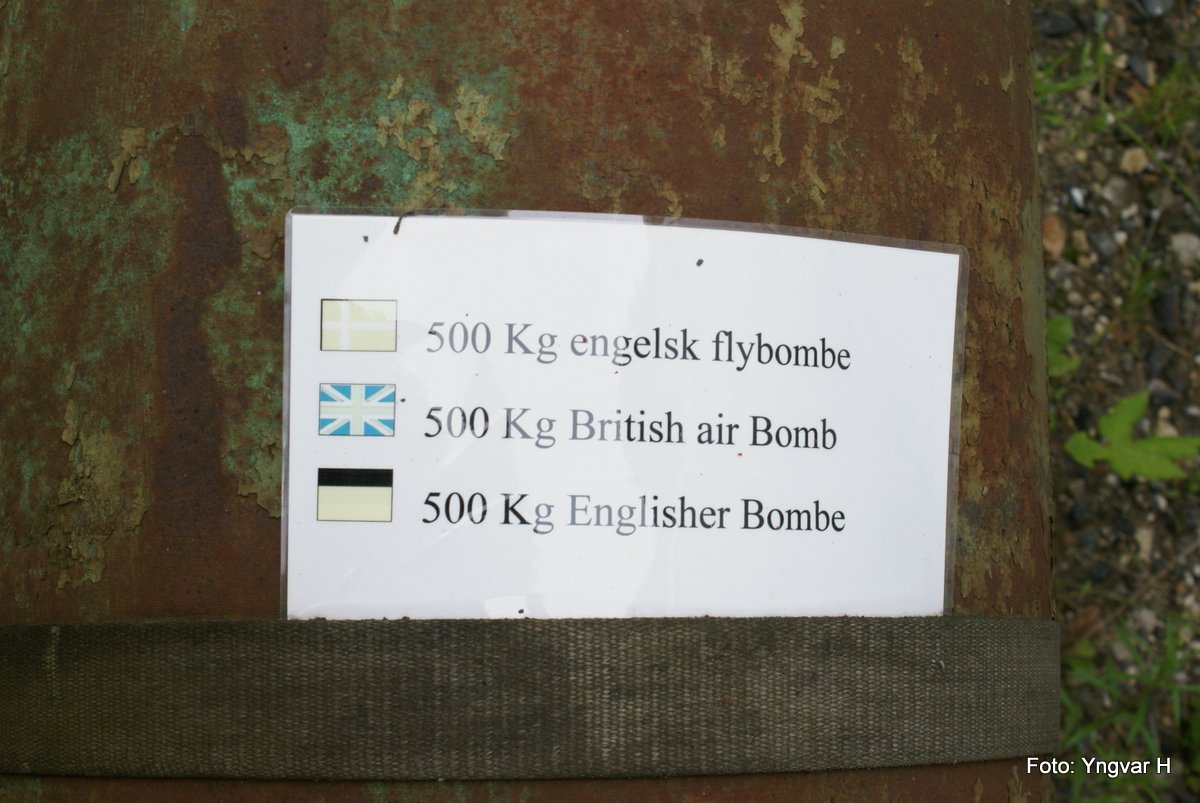 500 Kg engelsk flybombe
500 Kg British air Bomb
500 Kg Englisher Bombe
Foto: Yngvar H